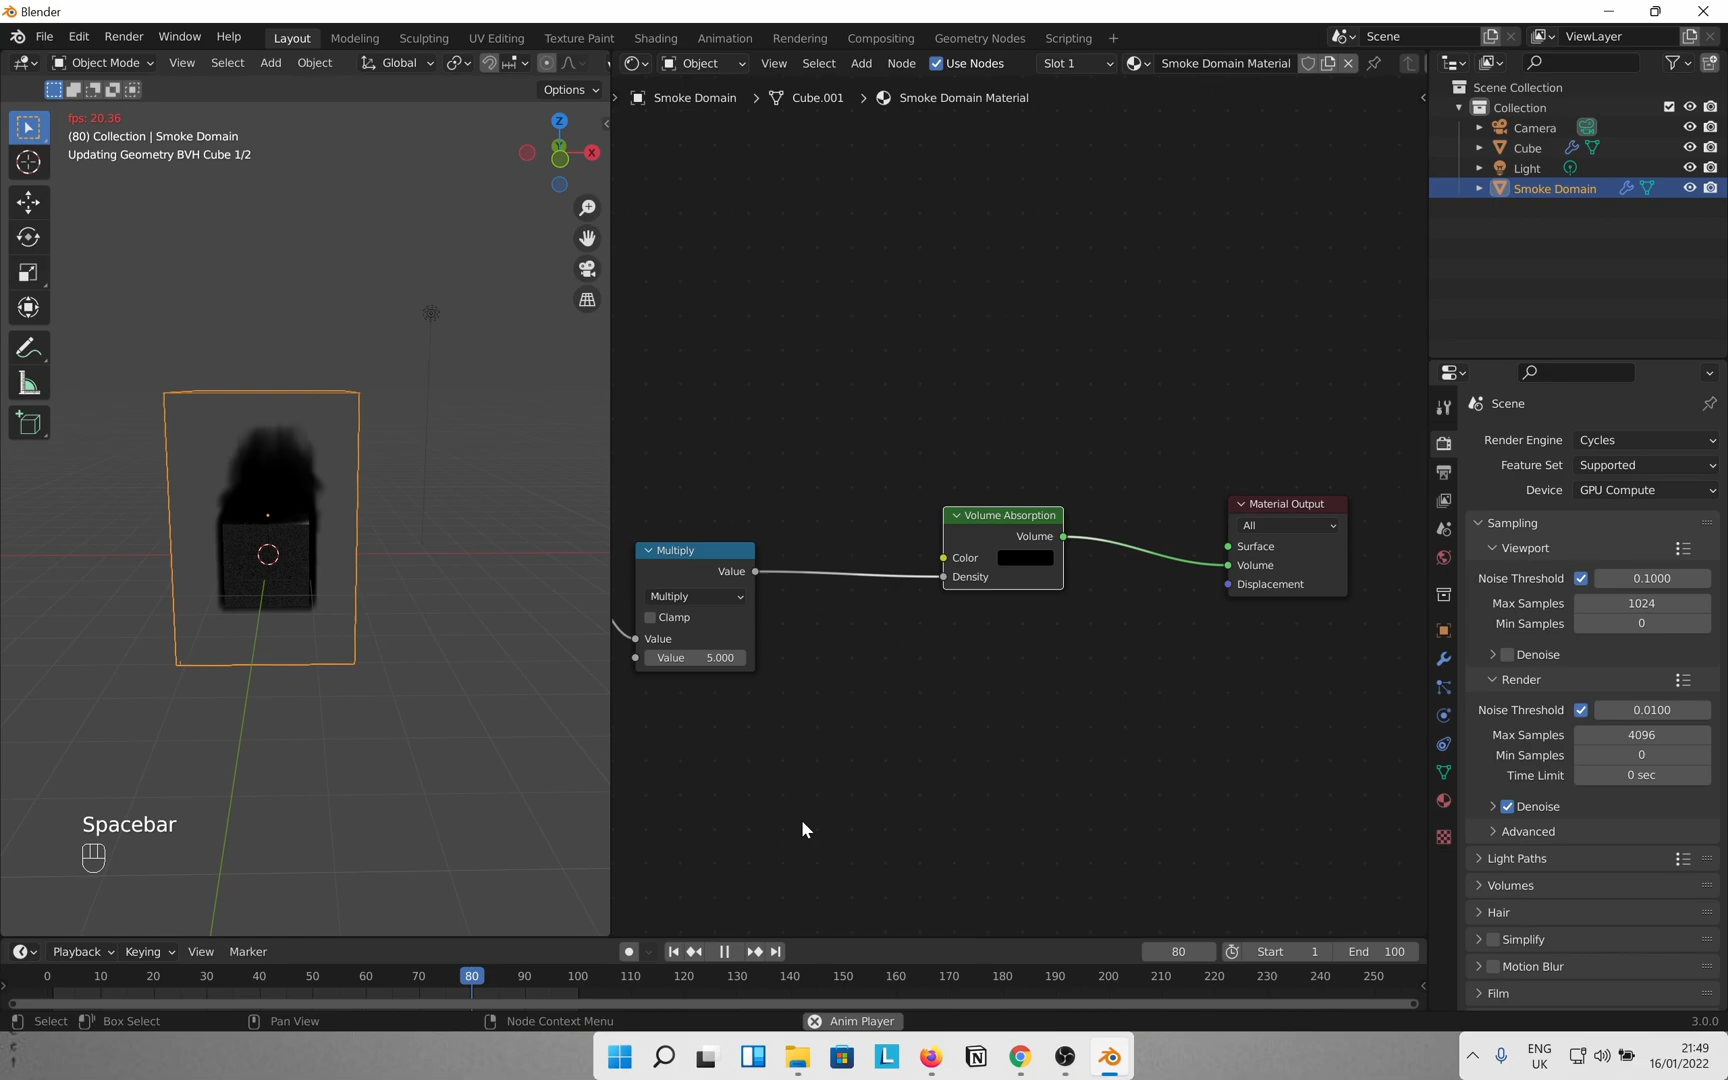 Blender
File Edit Render Window Help Layout Modeling Sculpting UV Editing Texture Paint Shading Animation Rendering Compositing Geometry Nodes Scripting Scene ViewLayer
Object Mode View Select Add Object Global
Object View Select Add Node Use Nodes Slot 1 Smoke Domain Material
Options
Smoke Domain Cube.001 Smoke Domain Material
fps: 20.36
(80) Collection | Smoke Domain
Updating Geometry BVH Cube 1/2
Z
Y
X
Multiply
Value
Multiply
Clamp
Value
Value 5.000
Volume Absorption
Volume
Color
Density
Material Output
All
Surface
Volume
Displacement
Spacebar
Scene Collection
Collection
Camera
Cube
Light
Smoke Domain
Scene
Render Engine Cycles
Feature Set Supported
Device GPU Compute
Sampling
Viewport
Noise Threshold 0.1000
Max Samples 1024
Min Samples 0
Denoise
Render
Noise Threshold 0.0100
Max Samples 4096
Min Samples 0
Time Limit 0 sec
Denoise
Advanced
Light Paths
Volumes
Hair
Simplify
Motion Blur
Film
Playback Keying View Marker 80 Start 1 End 100
0 10 20 30 40 50 60 70 80 90 100 110 120 130 140 150 160 170 180 190 200 210 220 230 240 250
Select Box Select Pan View Node Context Menu Anim Player 3.0.0
L N
ENG
UK
21:49
16/01/2022